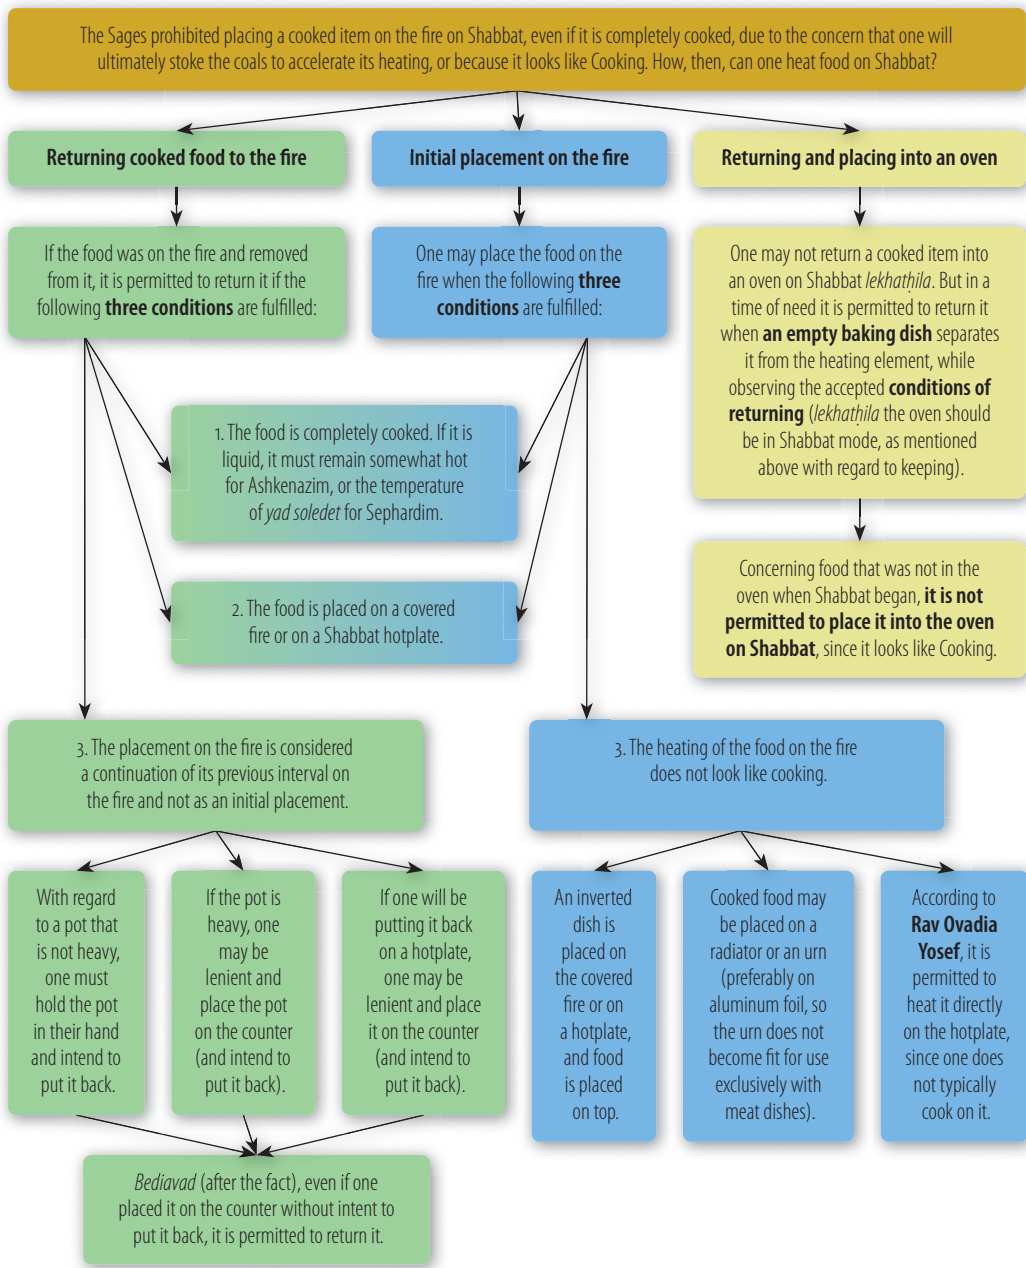 The Sages prohibited placing a cooked item on the fire on Shabbat, even if it is completely cooked, due to the concern that one will
ultimately stoke the coals to accelerate its heating, or because it looks like Cooking. How, then, can one heat food on Shabbat?
Returning cooked food to the fire
Initial placement on the fire
Returning and placing into an oven
If the food was on the fire and removed
from it, it is permitted to return it if the
following three conditions are fulfilled:
One may place the food on the
fire when the following three
conditions are fulfilled:
One may not return a cooked item into
an oven on Shabbat lekhatḥila. But in a
time of need it is permitted to return it
when an empty baking dish separates
it from the heating element, while
observing the accepted conditions of
returning (lekhatḥila the oven should
be in Shabbat mode, as mentioned
above with regard to keeping).
1. The food is completely cooked. If it is
liquid, it must remain somewhat hot
for Ashkenazim, or the temperature
of yad soledet for Sephardim.
2. The food is placed on a covered
fire or on a Shabbat hotplate.
Concerning food that was not in the
oven when Shabbat began, it is not
permitted to place it into the oven
on Shabbat, since it looks like Cooking.
3. The placement on the fire is considered
a continuation of its previous interval on
the fire and not as an initial placement.
3. The heating of the food on the fire
does not look like cooking.
With regard
to a pot that
is not heavy,
one must
hold the pot
in their hand
and intend to
put it back.
If the pot is
heavy, one
may be
lenient and
place the pot
on the counter
(and intend to
put it back).
If one will be
putting it back
on a hotplate,
one may be
lenient and place
it on the counter
(and intend to
put it back).
An inverted
dish is
placed on
the covered
fire or on
a hotplate,
and food
is placed
on top.
Cooked food may
be placed on a
radiator or an urn
(preferably on
aluminum foil, so
the urn does not
become fit for use
exclusively with
meat dishes).
According to
Rav Ovadia
Yosef, it is
permitted to
heat it directly
on the hotplate,
since one does
not typically
cook on it.
Bediavad (after the fact), even if one
placed it on the counter without intent to
put it back, it is permitted to return it.